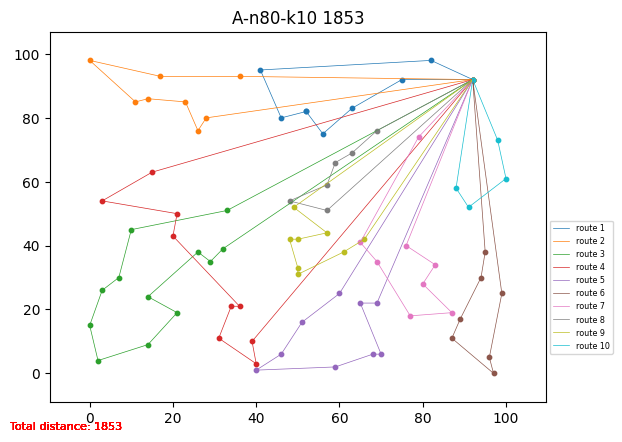 A-n80-k10 1853
100
80
60
40
20
0
0
20
40
60
80
100
route 1
route 2
route 3
route 4
route 5
route 6
route 7
route 8
route 9
route 10
Total distance: 1853